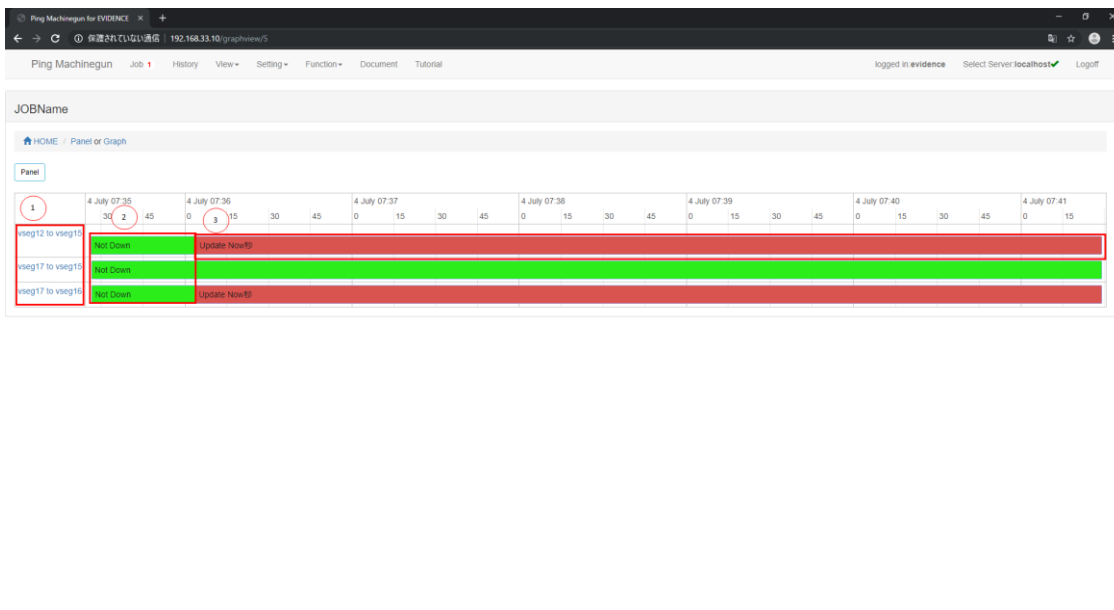 Ping Machinegun for EVIDENCE
保護されていない通信 | 192.168.33.10/graphview/5
Ping Machinegun Job 1 History View Setting Function Document Tutorial logged in:evidence Select Server:localhost Logoff
JOBName
HOME / Panel or Graph
Panel
4 July 07:35 4 July 07:36 4 July 07:37 4 July 07:38 4 July 07:39 4 July 07:40 4 July 07:41
30 45 0 15 30 45 0 15 30 45 0 15 30 45 0 15 30 45 0 15 30 45 0 15
1 2 3
vseg12 to vseg15 Not Down Update Now秒
vseg17 to vseg15 Not Down
vseg17 to vseg16 Not Down Update Now秒